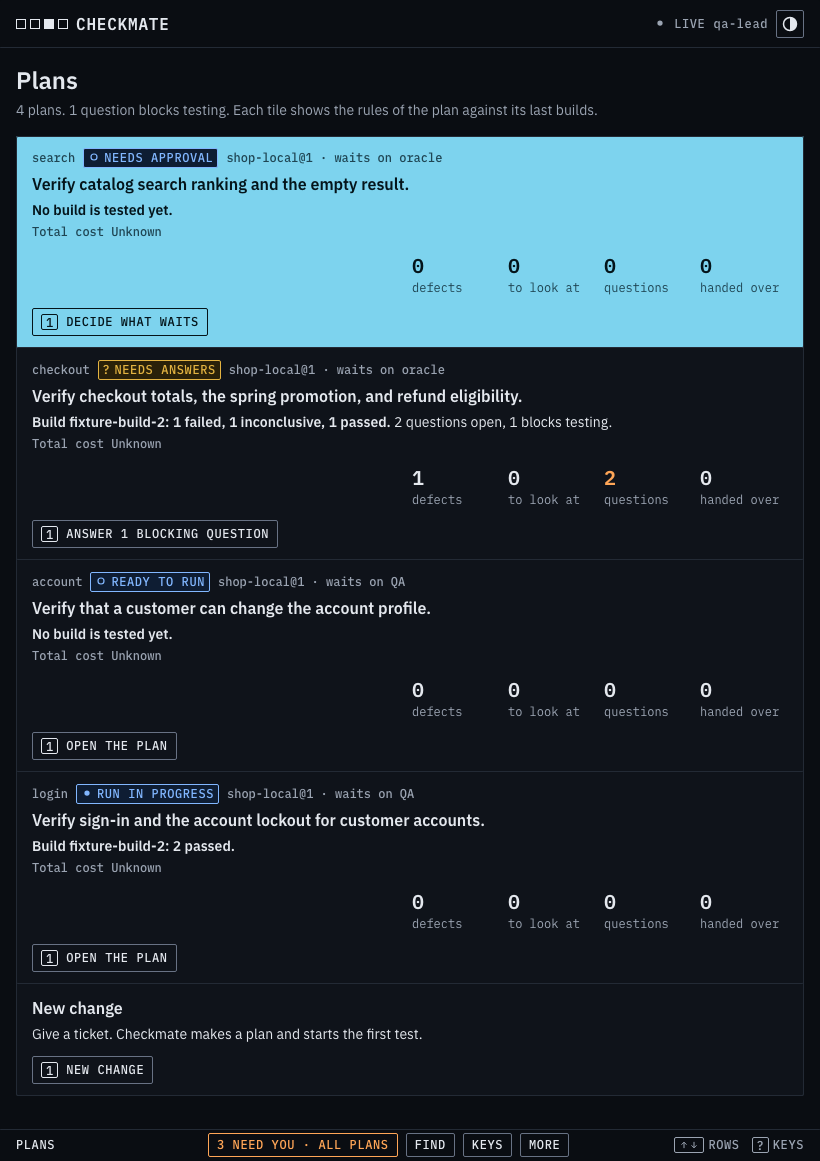 CHECKMATE
LIVE qa-lead
Plans
4 plans. 1 question blocks testing. Each tile shows the rules of the plan against its last builds.
search NEEDS APPROVAL shop-local@1 · waits on oracle
Verify catalog search ranking and the empty result.
No build is tested yet.
Total cost Unknown
0 0 0 0
defects to look at questions handed over
1 DECIDE WHAT WAITS
checkout ? NEEDS ANSWERS shop-local@1 · waits on oracle
Verify checkout totals, the spring promotion, and refund eligibility.
Build fixture-build-2: 1 failed, 1 inconclusive, 1 passed. 2 questions open, 1 blocks testing.
Total cost Unknown
1 0 2 0
defects to look at questions handed over
1 ANSWER 1 BLOCKING QUESTION
account READY TO RUN shop-local@1 · waits on QA
Verify that a customer can change the account profile.
No build is tested yet.
Total cost Unknown
0 0 0 0
defects to look at questions handed over
1 OPEN THE PLAN
login RUN IN PROGRESS shop-local@1 · waits on QA
Verify sign-in and the account lockout for customer accounts.
Build fixture-build-2: 2 passed.
Total cost Unknown
0 0 0 0
defects to look at questions handed over
1 OPEN THE PLAN
New change
Give a ticket. Checkmate makes a plan and starts the first test.
1 NEW CHANGE
PLANS 3 NEED YOU · ALL PLANS FIND KEYS MORE ↑↓ ROWS ? KEYS